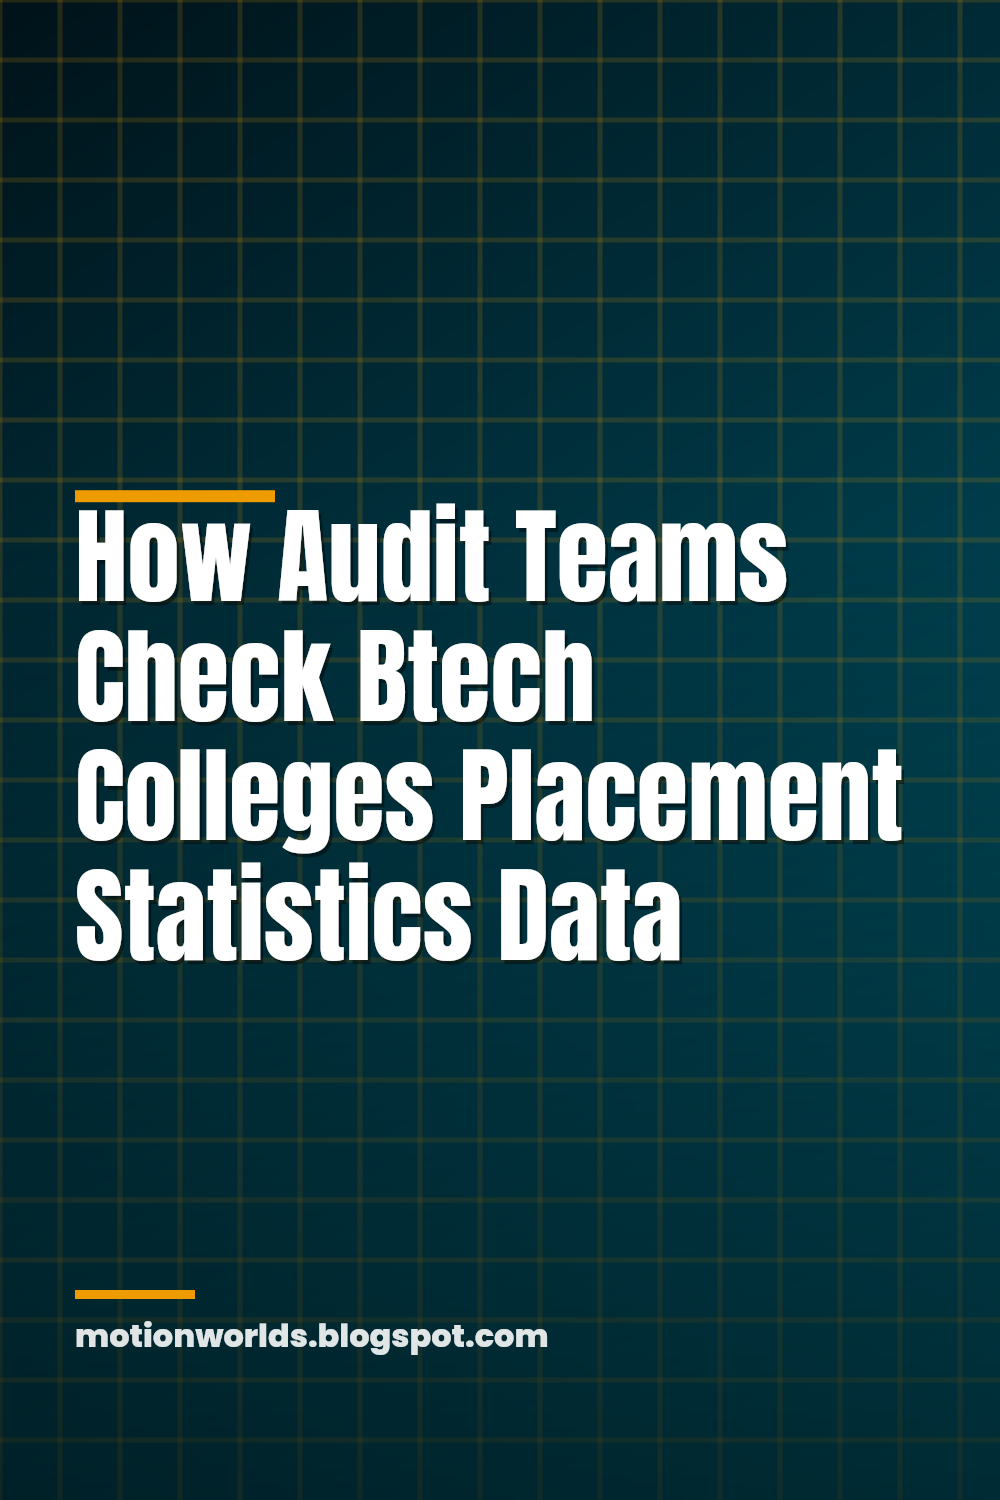 How Audit Teams
Check Btech
Colleges Placement
Statistics Data
motionworlds.blogspot.com